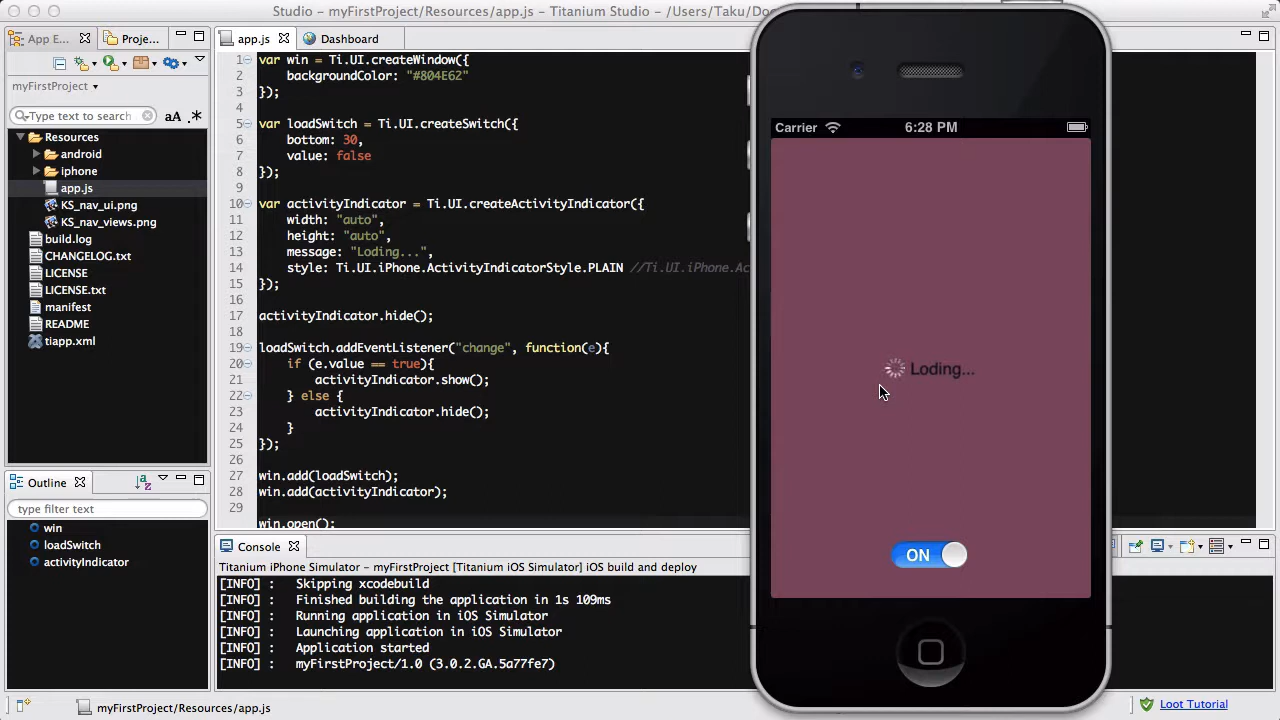 Studio - myFirstProject/Resources/app.js - Titanium Studio - /Users/Taku/Doc
App E
Proje...
app.js
Dashboard
myFirstProject
Type text to search
aA .*
Resources
android
iphone
app.js
KS_nav_ui.png
KS_nav_views.png
build.log
CHANGELOG.txt
LICENSE
LICENSE.txt
manifest
README
tiapp.xml
1 var win = Ti.UI.createWindow({
2 backgroundColor: "#804E62"
3 });
4
5 var loadSwitch = Ti.UI.createSwitch({
6 bottom: 30,
7 value: false
8 });
9
10 var activityIndicator = Ti.UI.createActivityIndicator({
11 width: "auto",
12 height: "auto",
13 message: "Loding...",
14 style: Ti.UI.iPhone.ActivityIndicatorStyle.PLAIN //Ti.UI.iPhone.Ac
15 });
16
17 activityIndicator.hide();
18
19 loadSwitch.addEventListener("change", function(e){
20 if (e.value == true){
21 activityIndicator.show();
22 } else {
23 activityIndicator.hide();
24 }
25 });
26
27 win.add(loadSwitch);
28 win.add(activityIndicator);
29
win.open();
Carrier 6:28 PM
Loding...
ON
Outline
type filter text
win
loadSwitch
activityIndicator
Console
Titanium iPhone Simulator - myFirstProject [Titanium iOS Simulator] iOS build and deploy
[INFO] : Skipping xcodebuild
[INFO] : Finished building the application in 1s 109ms
[INFO] : Running application in iOS Simulator
[INFO] : Launching application in iOS Simulator
[INFO] : Application started
[INFO] : myFirstProject/1.0 (3.0.2.GA.5a77fe7)
myFirstProject/Resources/app.js
Loot Tutorial